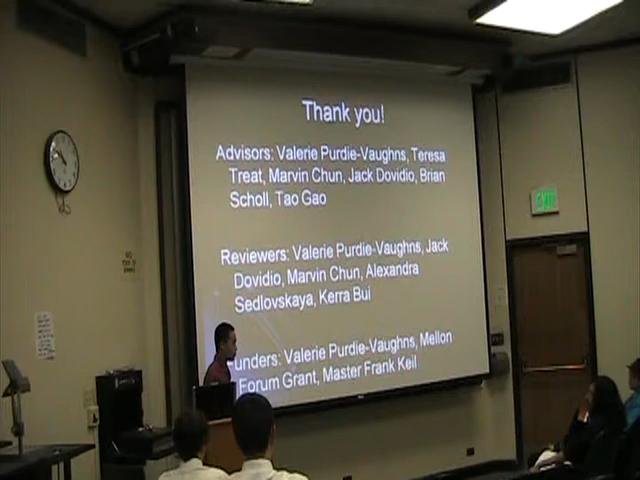 Thank you!
Advisors: Valerie Purdie-Vaughns, Teresa
Treat, Marvin Chun, Jack Dovidio, Brian
Scholl, Tao Gao
Reviewers: Valerie Purdie-Vaughns, Jack
Dovidio, Marvin Chun, Alexandra
Sedlovskaya, Kerra Bui
unders: Valerie Purdie-Vaughns, Mellon
Forum Grant, Master Frank Keil
EXIT